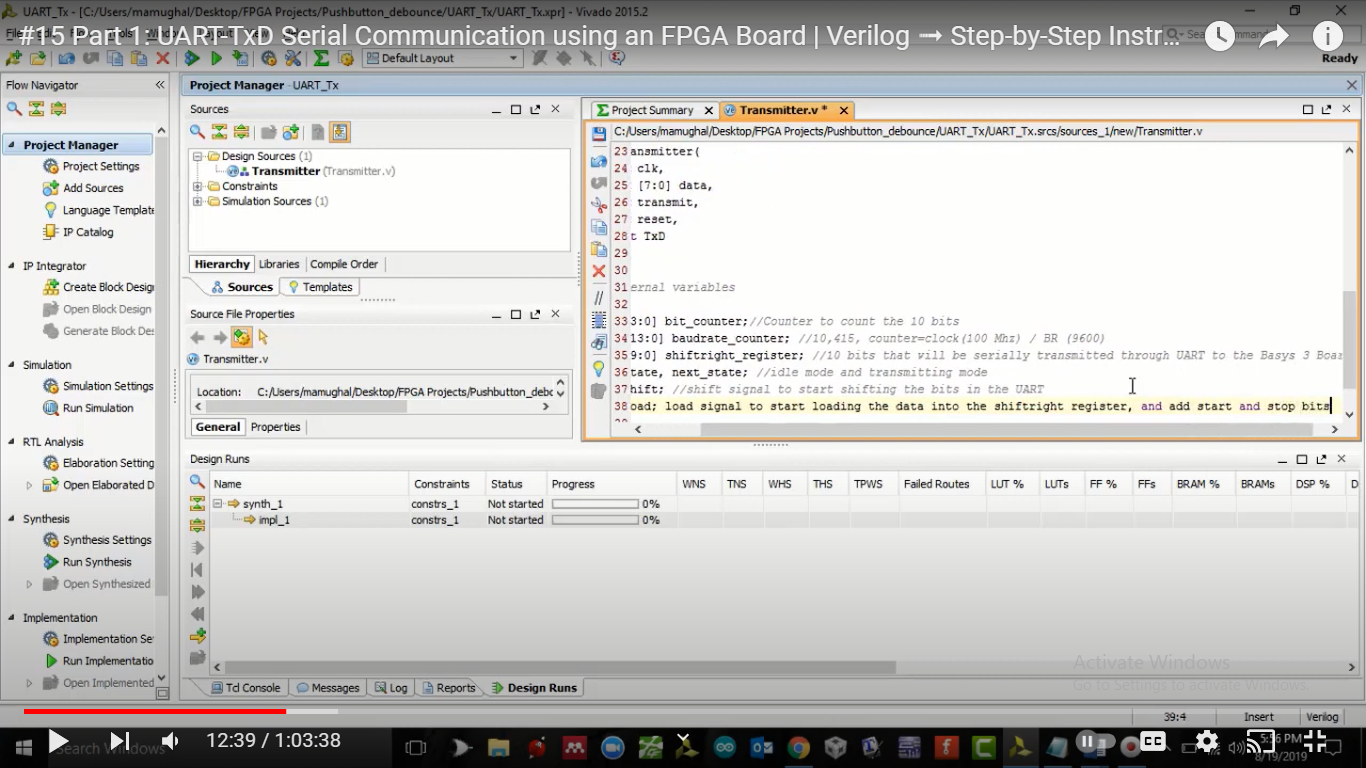 UART_Tx - [C:/Users/mamughal/Desktop/FPGA Projects/Pushbutton_debounce/UART_Tx/UART_Tx.xpr] - Vivado 2015.2
#15 Part 1: UART-TxD Serial Communication using an FPGA Board | Verilog → Step-by-Step Instr...
Default Layout
Ready
Flow Navigator
Project Manager
Project Settings
Add Sources
Language Template
IP Catalog
IP Integrator
Create Block Desig
Open Block Design
Generate Block Des
Simulation
Simulation Settings
Run Simulation
RTL Analysis
Elaboration Setting
Open Elaborated D
Synthesis
Synthesis Settings
Run Synthesis
Open Synthesized
Implementation
Implementation Se
Run Implementatio
Open Implemented
Project Manager - UART_Tx
Sources
Design Sources (1)
Transmitter (Transmitter.v)
Constraints
Simulation Sources (1)
Hierarchy Libraries Compile Order
Sources Templates
Source File Properties
Transmitter.v
Location: C:/Users/mamughal/Desktop/FPGA Projects/Pushbutton_debo
General Properties
Project Summary Transmitter.v *
C:/Users/mamughal/Desktop/FPGA Projects/Pushbutton_debounce/UART_Tx/UART_Tx.srcs/sources_1/new/Transmitter.v
23 ansmitter(
24 clk,
25 [7:0] data,
26 transmit,
27 reset,
28 t TxD
29
30
31 ernal variables
32
33 3:0] bit_counter;//Counter to count the 10 bits
34 13:0] baudrate_counter; //10,415, counter=clock(100 Mhz) / BR (9600)
35 9:0] shiftright_register; //10 bits that will be serially transmitted through UART to the Basys 3 Boar
36 tate, next_state; //idle mode and transmitting mode
37 hift; //shift signal to start shifting the bits in the UART
38 oad; load signal to start loading the data into the shiftright register, and add start and stop bits
Design Runs
Name Constraints Status Progress WNS TNS WHS THS TPWS Failed Routes LUT % LUTs FF % FFs BRAM % BRAMs DSP % D
synth_1 constrs_1 Not started 0%
impl_1 constrs_1 Not started 0%
Activate Windows
Go to Settings to activate Windows.
Tcl Console Messages Log Reports Design Runs
39:4 Insert Verilog
Search Windows
12:39 / 1:03:38
CC
5:56 PM
8/19/2019